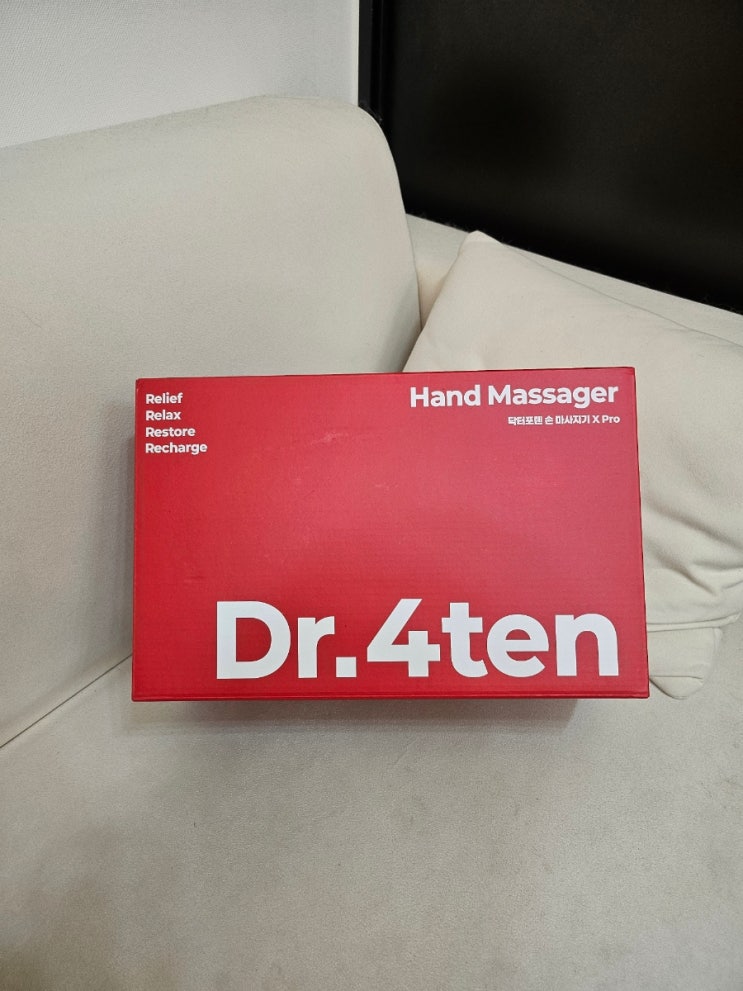 Relief
Relax
Restore
Recharge
Hand Massager
닥터포텐 손 마사지기 X Pro
Dr.4ten